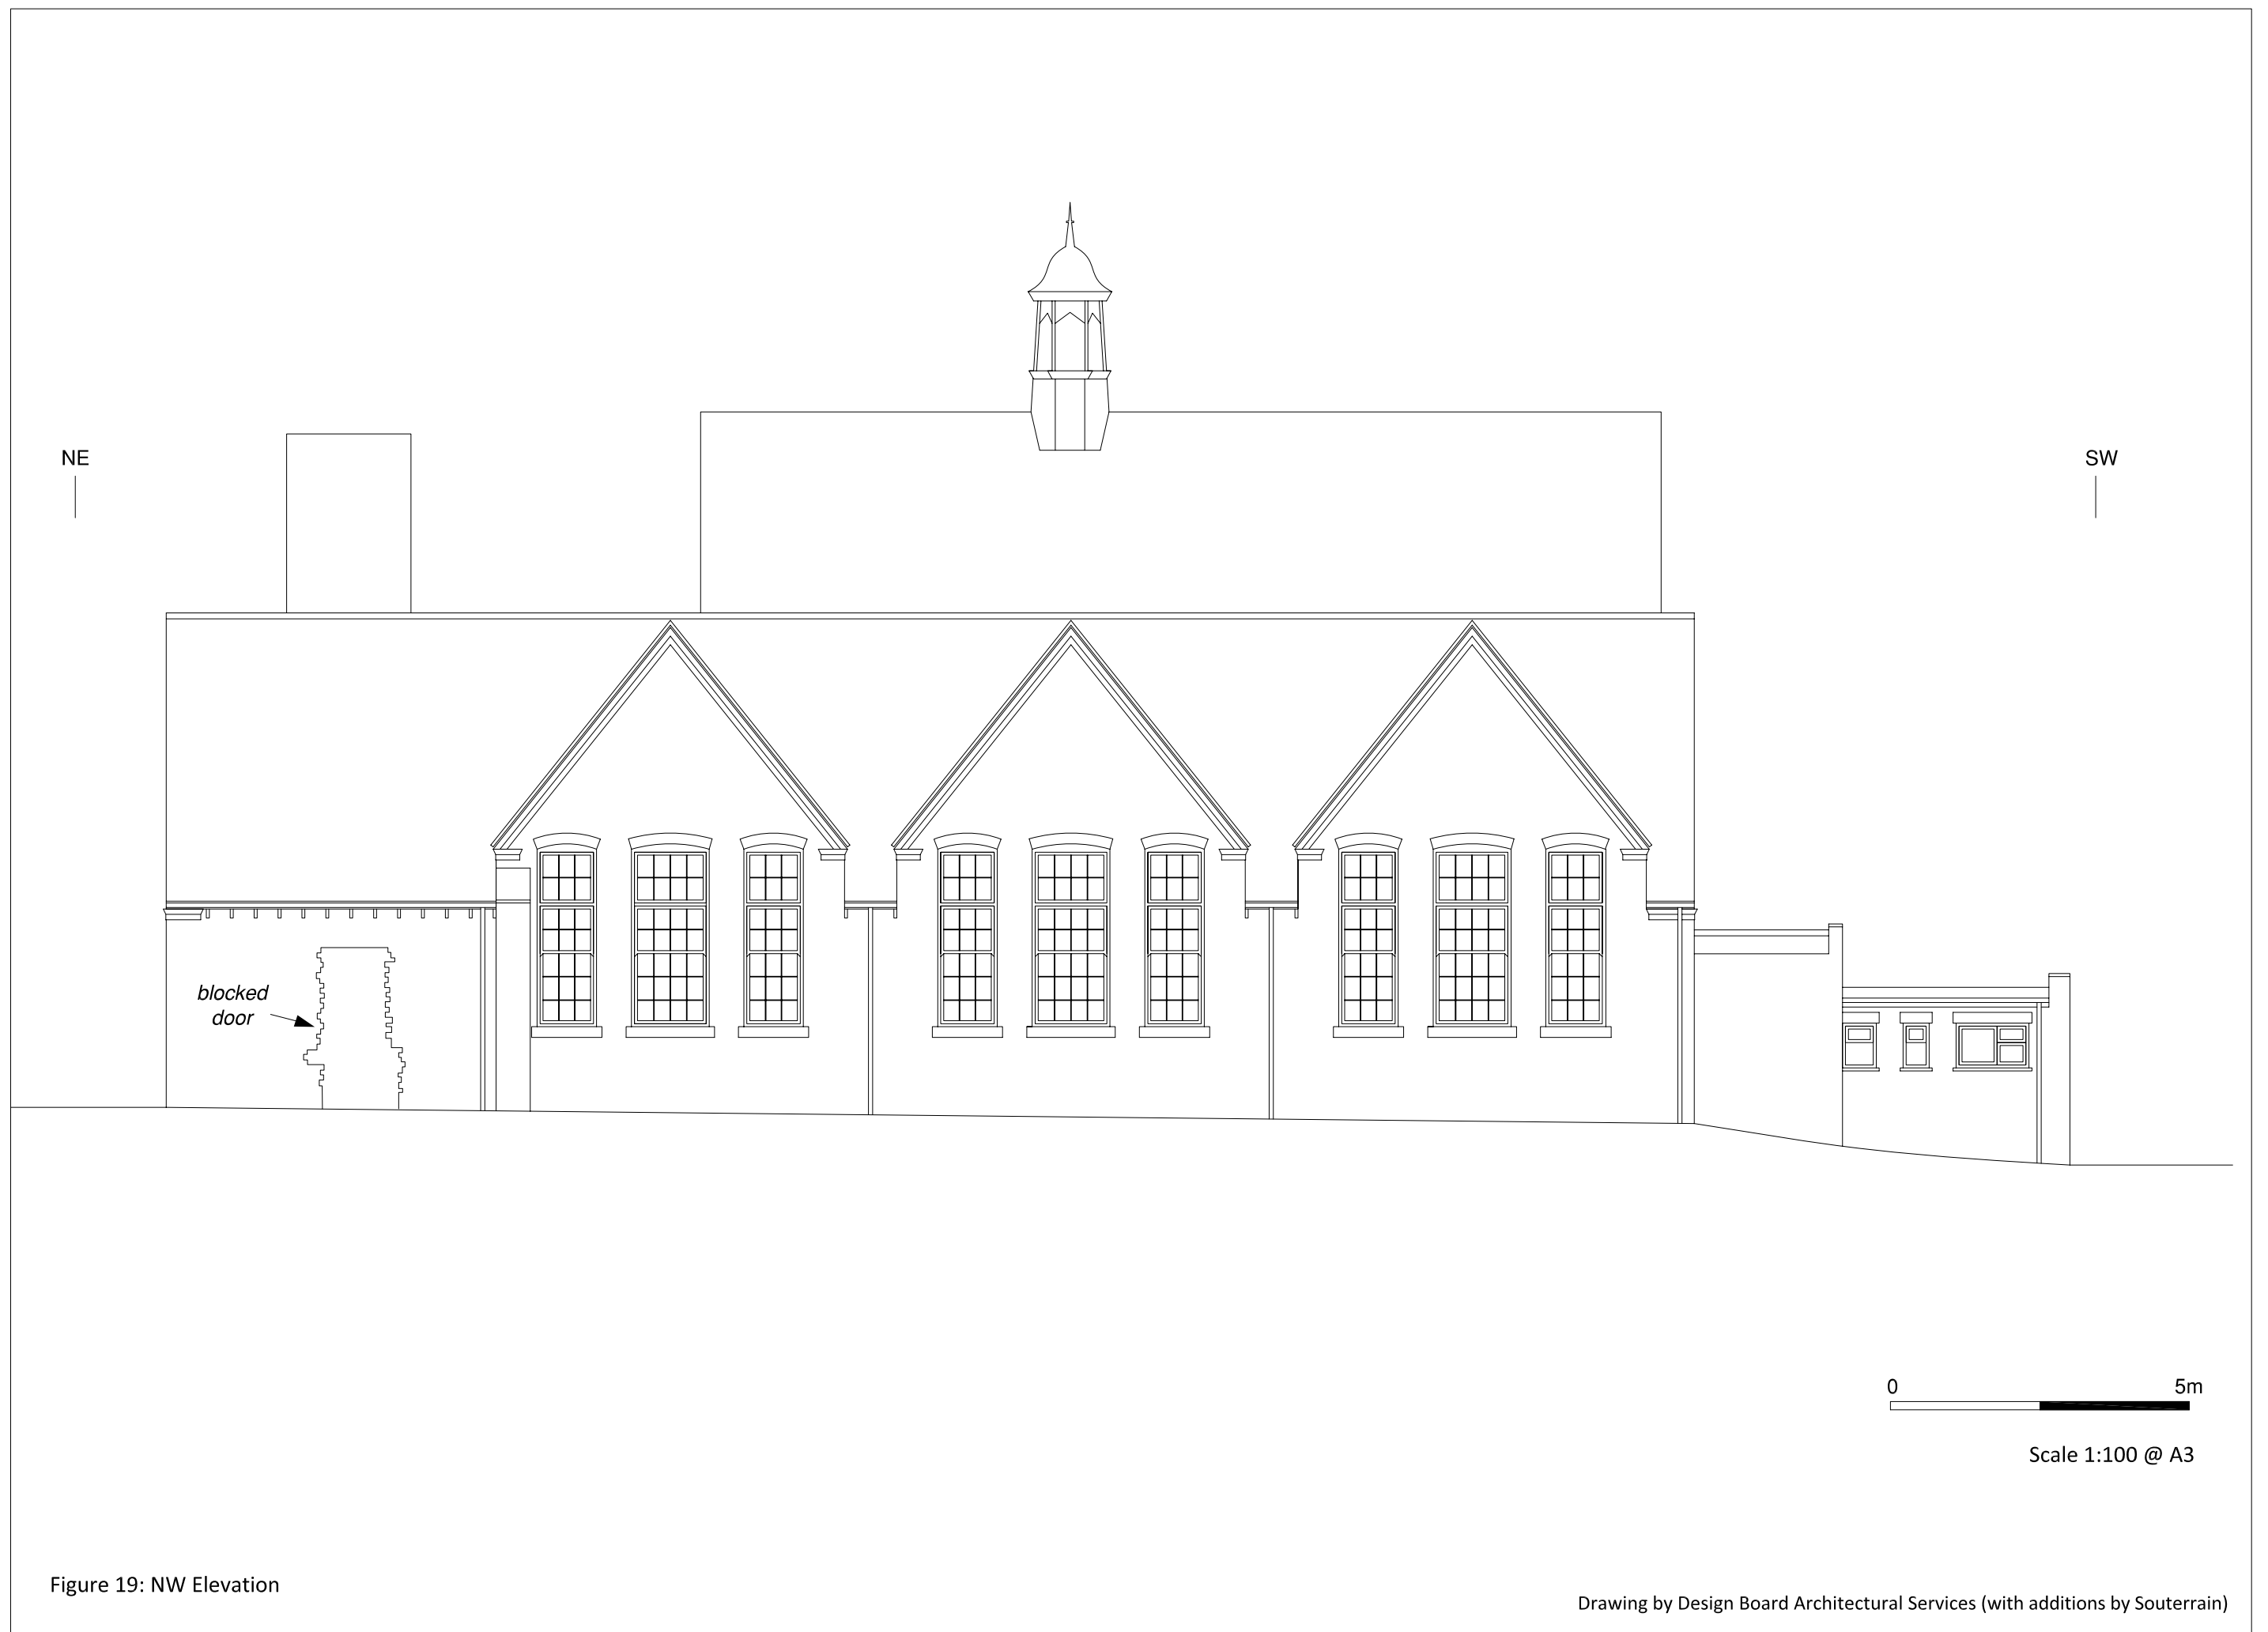 NE
SW
blocked
door
0
5m
Scale 1:100 @ A3
Figure 19: NW Elevation
Drawing by Design Board Architectural Services (with additions by Souterrain)